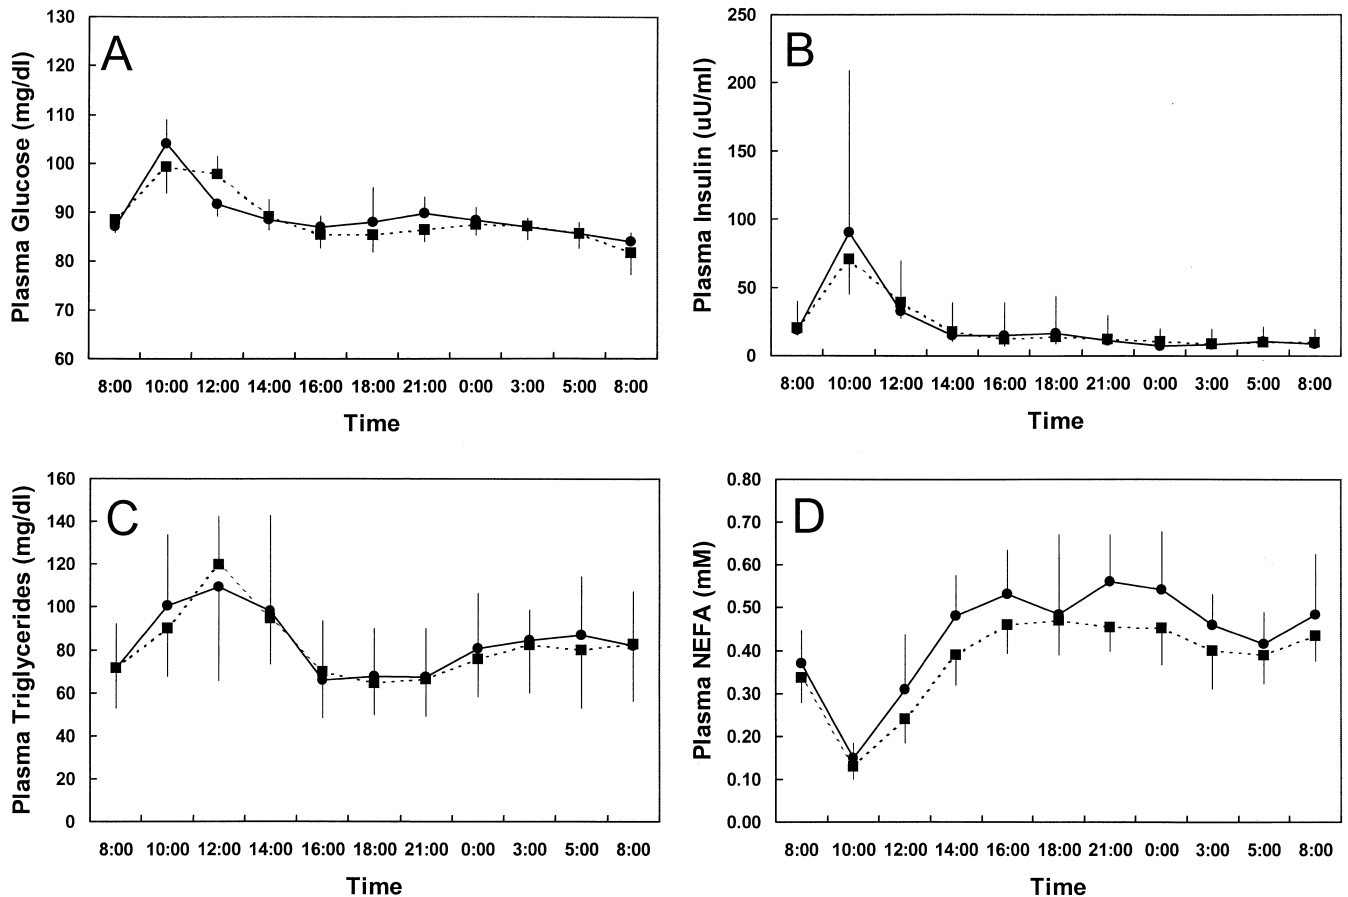 A
Plasma Glucose (mg/dl)
130
120
110
100
90
80
70
60
8:00 10:00 12:00 14:00 16:00 18:00 21:00 0:00 3:00 5:00 8:00
Time
B
Plasma Insulin (uU/ml)
250
200
150
100
50
0
8:00 10:00 12:00 14:00 16:00 18:00 21:00 0:00 3:00 5:00 8:00
Time
C
Plasma Triglycerides (mg/dl)
160
140
120
100
80
60
40
20
0
8:00 10:00 12:00 14:00 16:00 18:00 21:00 0:00 3:00 5:00 8:00
Time
D
Plasma NEFA (mM)
0.80
0.70
0.60
0.50
0.40
0.30
0.20
0.10
0.00
8:00 10:00 12:00 14:00 16:00 18:00 21:00 0:00 3:00 5:00 8:00
Time